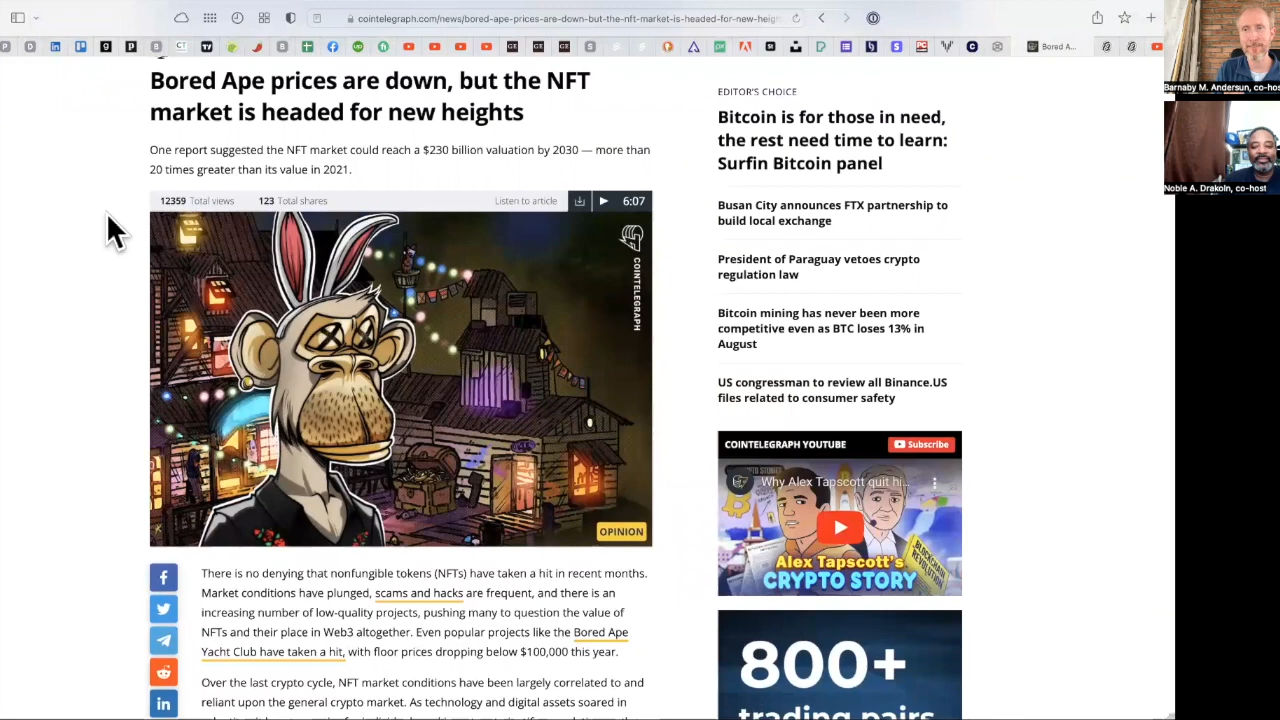 cointelegraph.com/news/bored-ape-prices-are-down-but-the-nft-market-is-headed-for-new-heigh
Bored A...
Bored Ape prices are down, but the NFT
market is headed for new heights
One report suggested the NFT market could reach a $230 billion valuation by 2030 — more than
20 times greater than its value in 2021.
12359 Total views 123 Total shares Listen to article 6:07
COINTELEGRAPH
OPINION
There is no denying that nonfungible tokens (NFTs) have taken a hit in recent months.
Market conditions have plunged, scams and hacks are frequent, and there is an
increasing number of low-quality projects, pushing many to question the value of
NFTs and their place in Web3 altogether. Even popular projects like the Bored Ape
Yacht Club have taken a hit, with floor prices dropping below $100,000 this year.
Over the last crypto cycle, NFT market conditions have been largely correlated to and
reliant upon the general crypto market. As technology and digital assets soared in
EDITOR'S CHOICE
Bitcoin is for those in need,
the rest need time to learn:
Surfin Bitcoin panel
Busan City announces FTX partnership to
build local exchange
President of Paraguay vetoes crypto
regulation law
Bitcoin mining has never been more
competitive even as BTC loses 13% in
August
US congressman to review all Binance.US
files related to consumer safety
COINTELEGRAPH YOUTUBE Subscribe
Why Alex Tapscott quit hi...
BLOCKCHAIN
REVOLUTION
Alex Tapscott's
CRYPTO STORY
800+
trading pairs
Barnaby M. Andersun, co-hos
Noble A. Drakoln, co-host